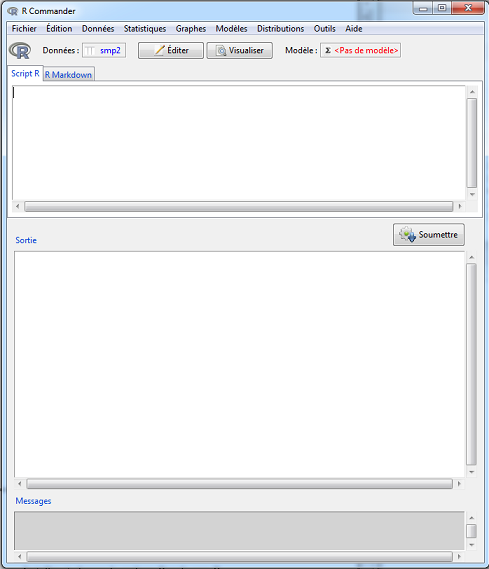 R Commander
Fichier Édition Données Statistiques Graphes Modèles Distributions Outils Aide
R Données : smp2 Éditer Visualiser Modèle : Σ <Pas de modèle>
Script R R Markdown
Soumettre
Sortie
Messages